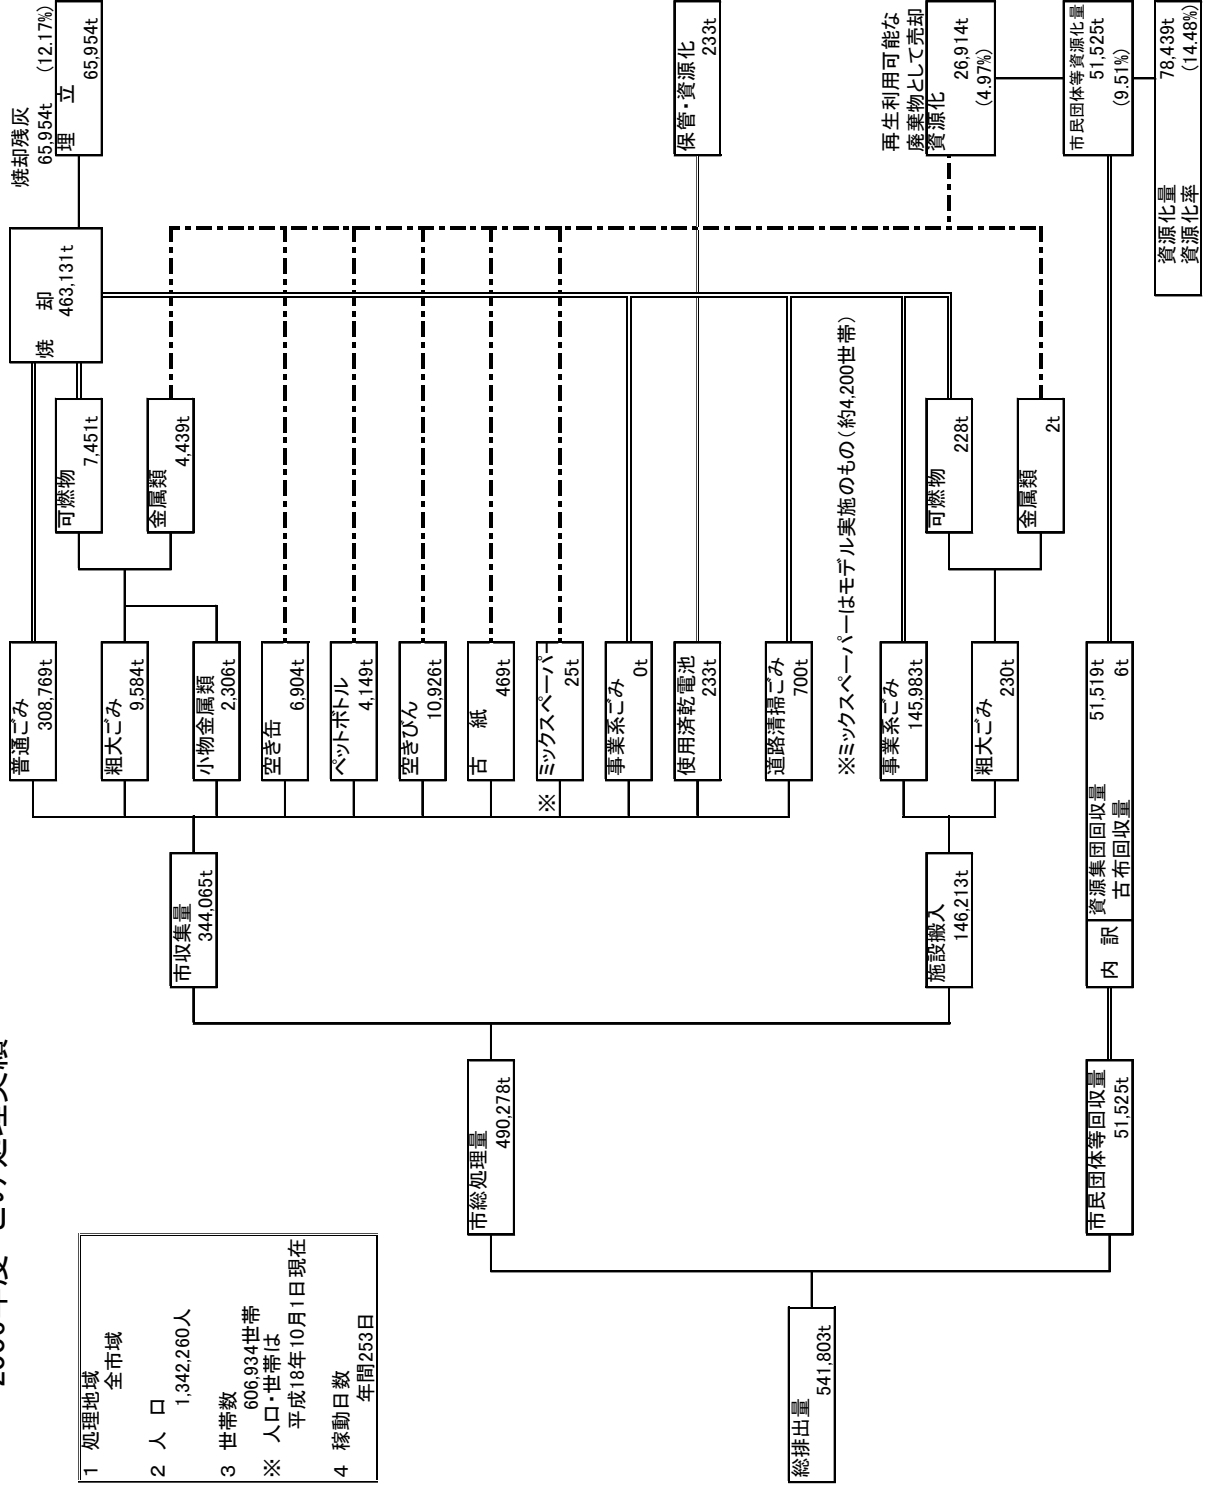 2006年度 ごみ処理実績
1 処理地域
全市域
2 人 口
1,342,260人
3 世帯数
606,934世帯
※ 人口・世帯は
平成18年10月1日現在
4 稼動日数
年間253日
総排出量
541,803t
市総処理量
490,278t
市民団体等回収量
51,525t
市収集量
344,065t
施設搬入
146,213t
内 訳
資源集団回収量 51,519t
古布回収量 6t
普通ごみ
308,769t
粗大ごみ
9,584t
小物金属類
2,306t
空き缶
6,904t
ペットボトル
4,149t
空きびん
10,926t
古 紙
469t
※
ミックスペーパー
25t
事業系ごみ
0t
使用済乾電池
233t
道路清掃ごみ
700t
※ミックスペーパーはモデル実施のもの(約4,200世帯)
事業系ごみ
145,983t
粗大ごみ
230t
可燃物
7,451t
金属類
4,439t
可燃物
228t
金属類
2t
焼 却
463,131t
焼却残灰
65,954t (12.17%)
埋 立
65,954t
保管・資源化
233t
再生利用可能な
廃棄物として売却
資源化
26,914t
(4.97%)
市民団体等資源化量
51,525t
(9.51%)
資源化量 78,439t
資源化率 (14.48%)